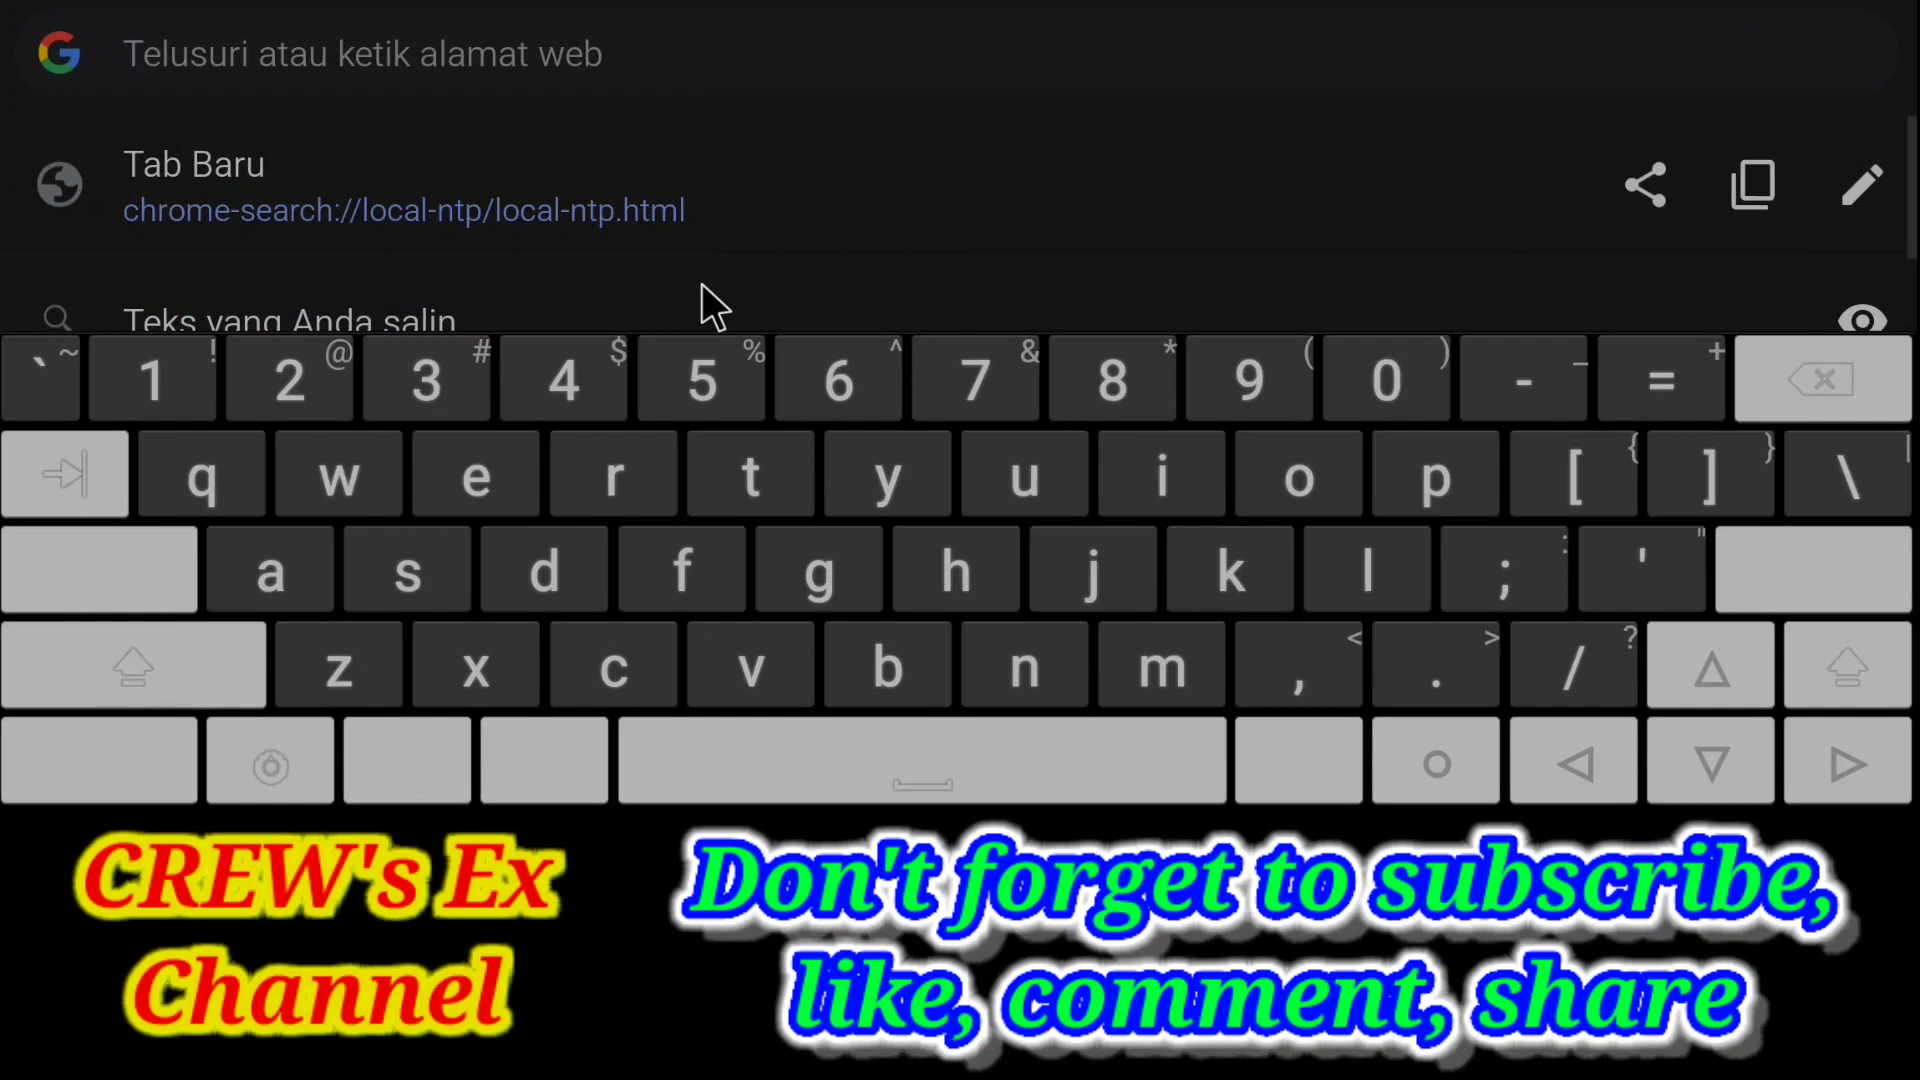 Telusuri atau ketik alamat web
Tab Baru
chrome-search://local-ntp/local-ntp.html
Teks yang Anda salin
` ~ 1 ! 2 @ 3 # 4 $ 5 % 6 ^ 7 & 8 * 9 ( 0 ) - _ = +
q w e r t y u i o p [ { ] } \ |
a s d f g h j k l ; : ' "
z x c v b n m , < . > / ?
CREW's Ex
Channel
Don't forget to subscribe,
like, comment, share